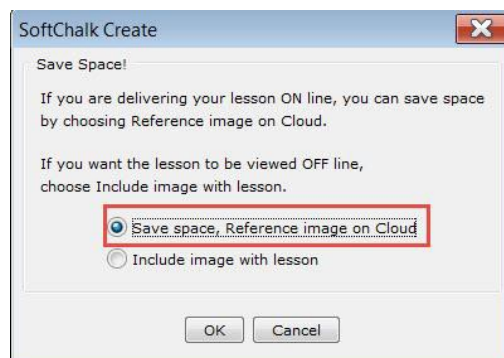 SoftChalk Create
Save Space!
If you are delivering your lesson ON line, you can save space
by choosing Reference image on Cloud.
If you want the lesson to be viewed OFF line,
choose Include image with lesson.
Save space, Reference image on Cloud
Include image with lesson
OK Cancel